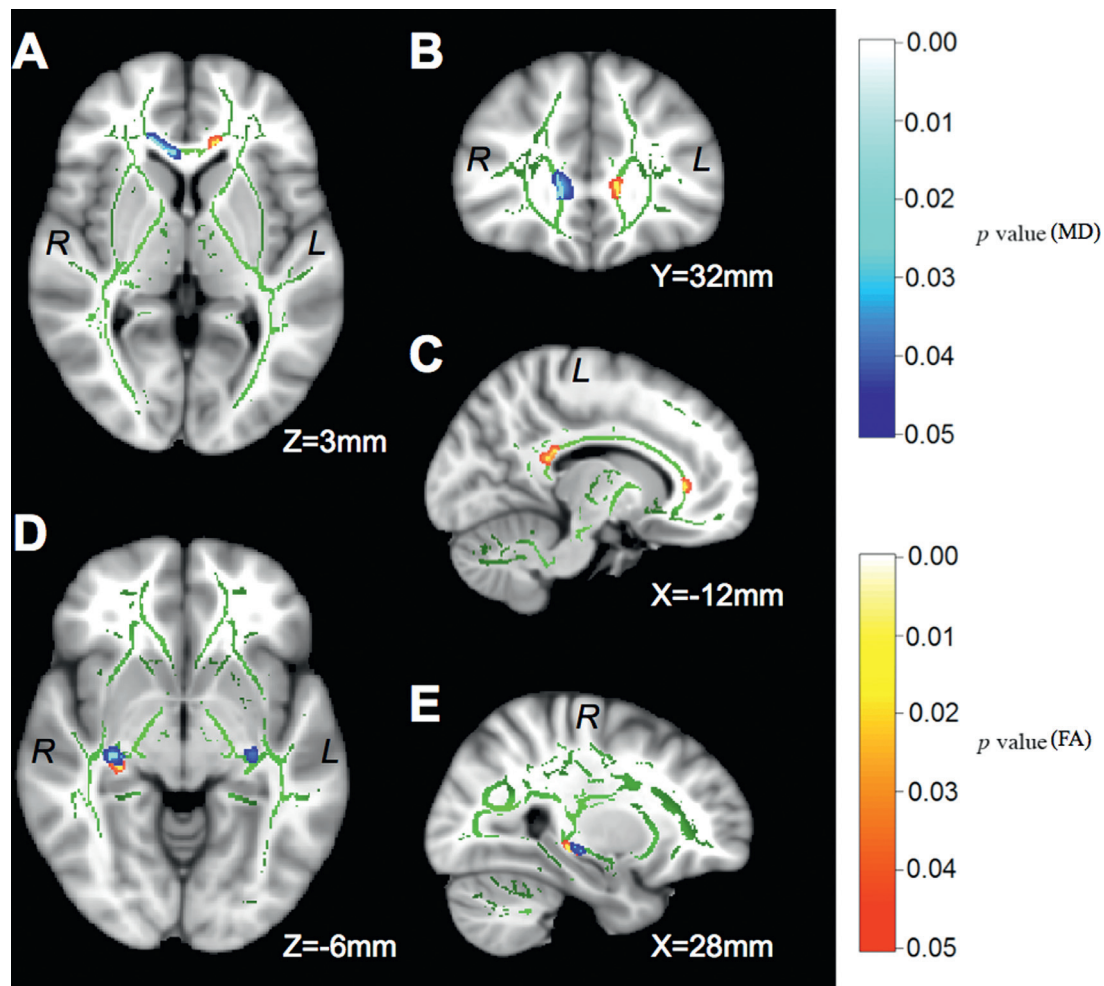 A
R
L
Z=3mm
B
R
L
Y=32mm
C
L
X=-12mm
D
R
L
Z=-6mm
E
R
X=28mm
0.00
0.01
0.02
0.03
0.04
0.05
p value (MD)
0.00
0.01
0.02
0.03
0.04
0.05
p value (FA)